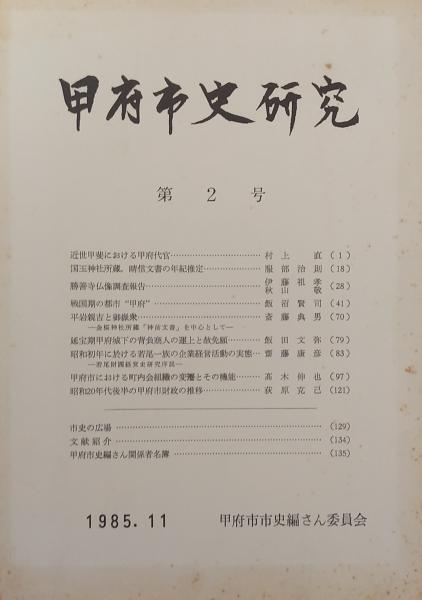 甲府市史研究
第 2 号
近世甲斐における甲府代官…………………… 村上 直 (1)
国玉神社所蔵。晴信文書の年紀推定…………… 服部治則 (18)
勝善寺仏像調査報告…………………… 伊藤祖孝 秋山 敬 (28)
戦国期の都市“甲府”…………………… 飯沼賢司 (41)
平岩親吉と御嶽衆…………………… 斎藤典男 (70)
―金桜神社所蔵「神前文書」を中心として―
延宝期甲府城下の背負商人の運上と赦免願…………… 飯田文弥 (79)
昭和初年に於ける若尾一族の企業経営活動の実態… 齋藤康彦 (83)
―若尾財閥経営史研究序説―
甲府市における町内会組織の変遷とその機能……… 高木伸也 (97)
昭和20年代後半の甲府市財政の推移…………… 荻原克己 (121)
市史の広場…………………… (129)
文献紹介…………………… (134)
甲府市史編さん関係者名簿…………………… (135)
1985.11 甲府市市史編さん委員会